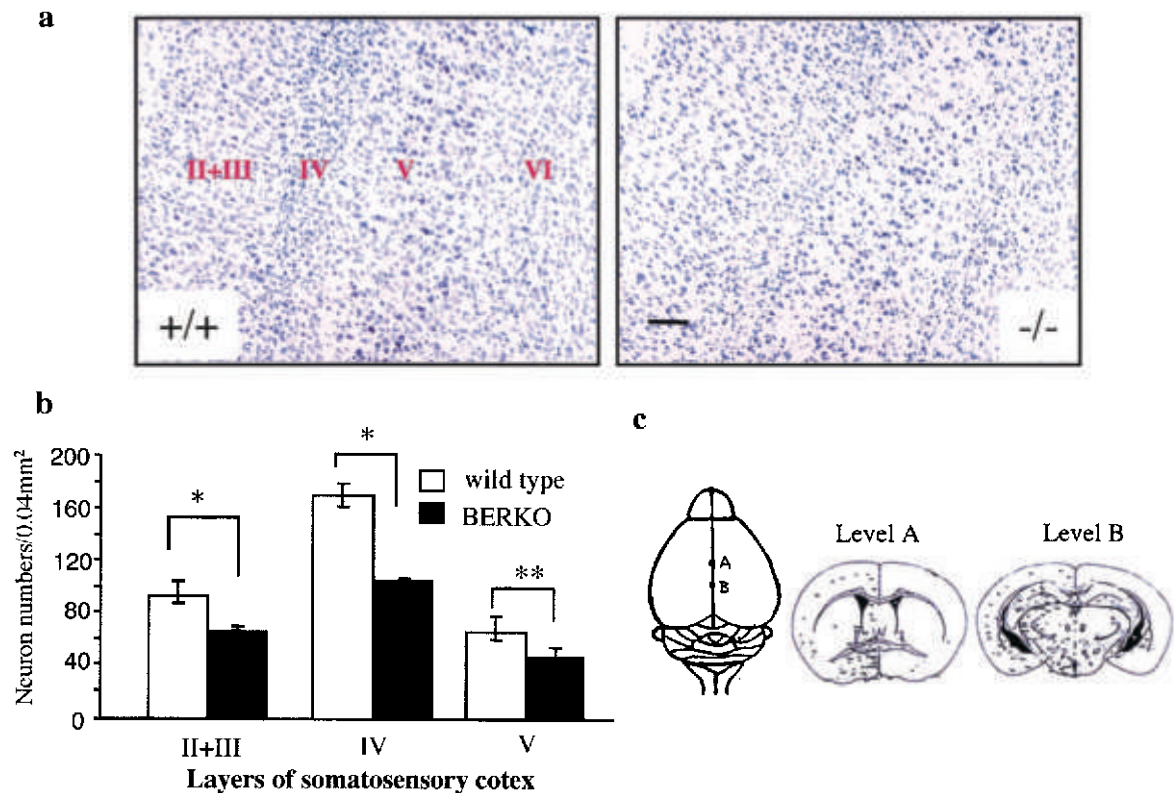 a
II+III IV V VI
+/+
-/-
b
Neuron numbers/0.04mm²
200
160
120
80
40
0
*
*
**
wild type
BERKO
II+III IV V
Layers of somatosensory cotex
c
A
B
Level A
Level B